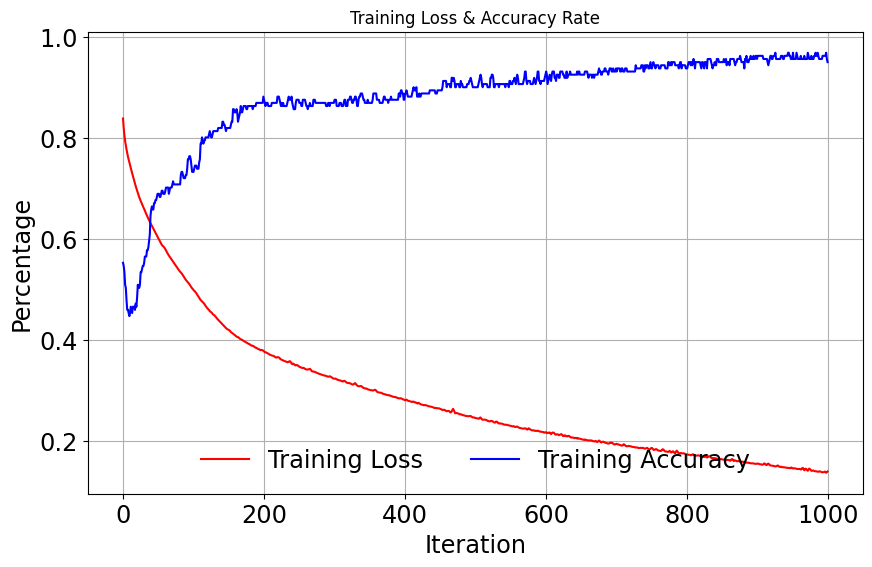 Training Loss & Accuracy Rate
1.0
0.8
0.6
0.4
0.2
Percentage
Training Loss
Training Accuracy
0 200 400 600 800 1000
Iteration